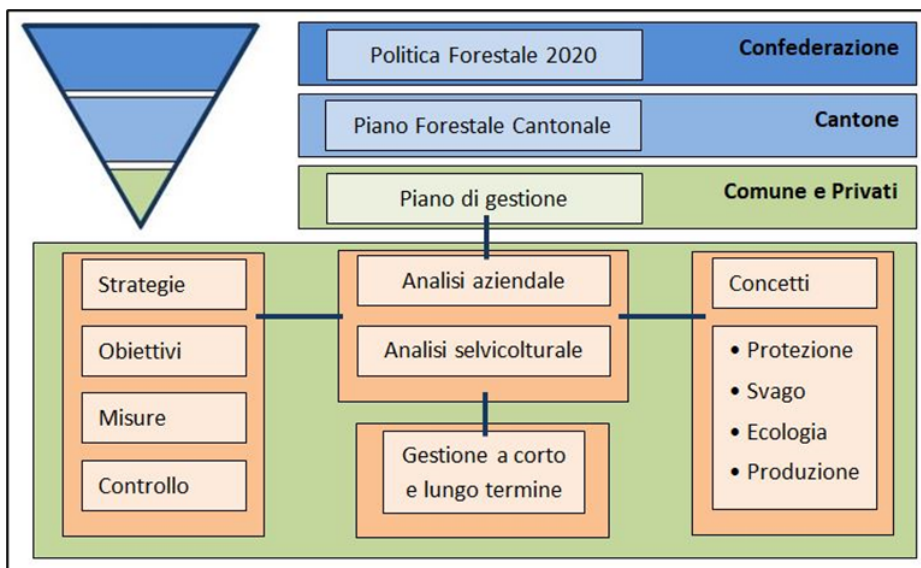 Politica Forestale 2020
Confederazione
Piano Forestale Cantonale
Cantone
Piano di gestione
Comune e Privati
Strategie
Obiettivi
Misure
Controllo
Analisi aziendale
Analisi selvicolturale
Gestione a corto
e lungo termine
Concetti
• Protezione
• Svago
• Ecologia
• Produzione